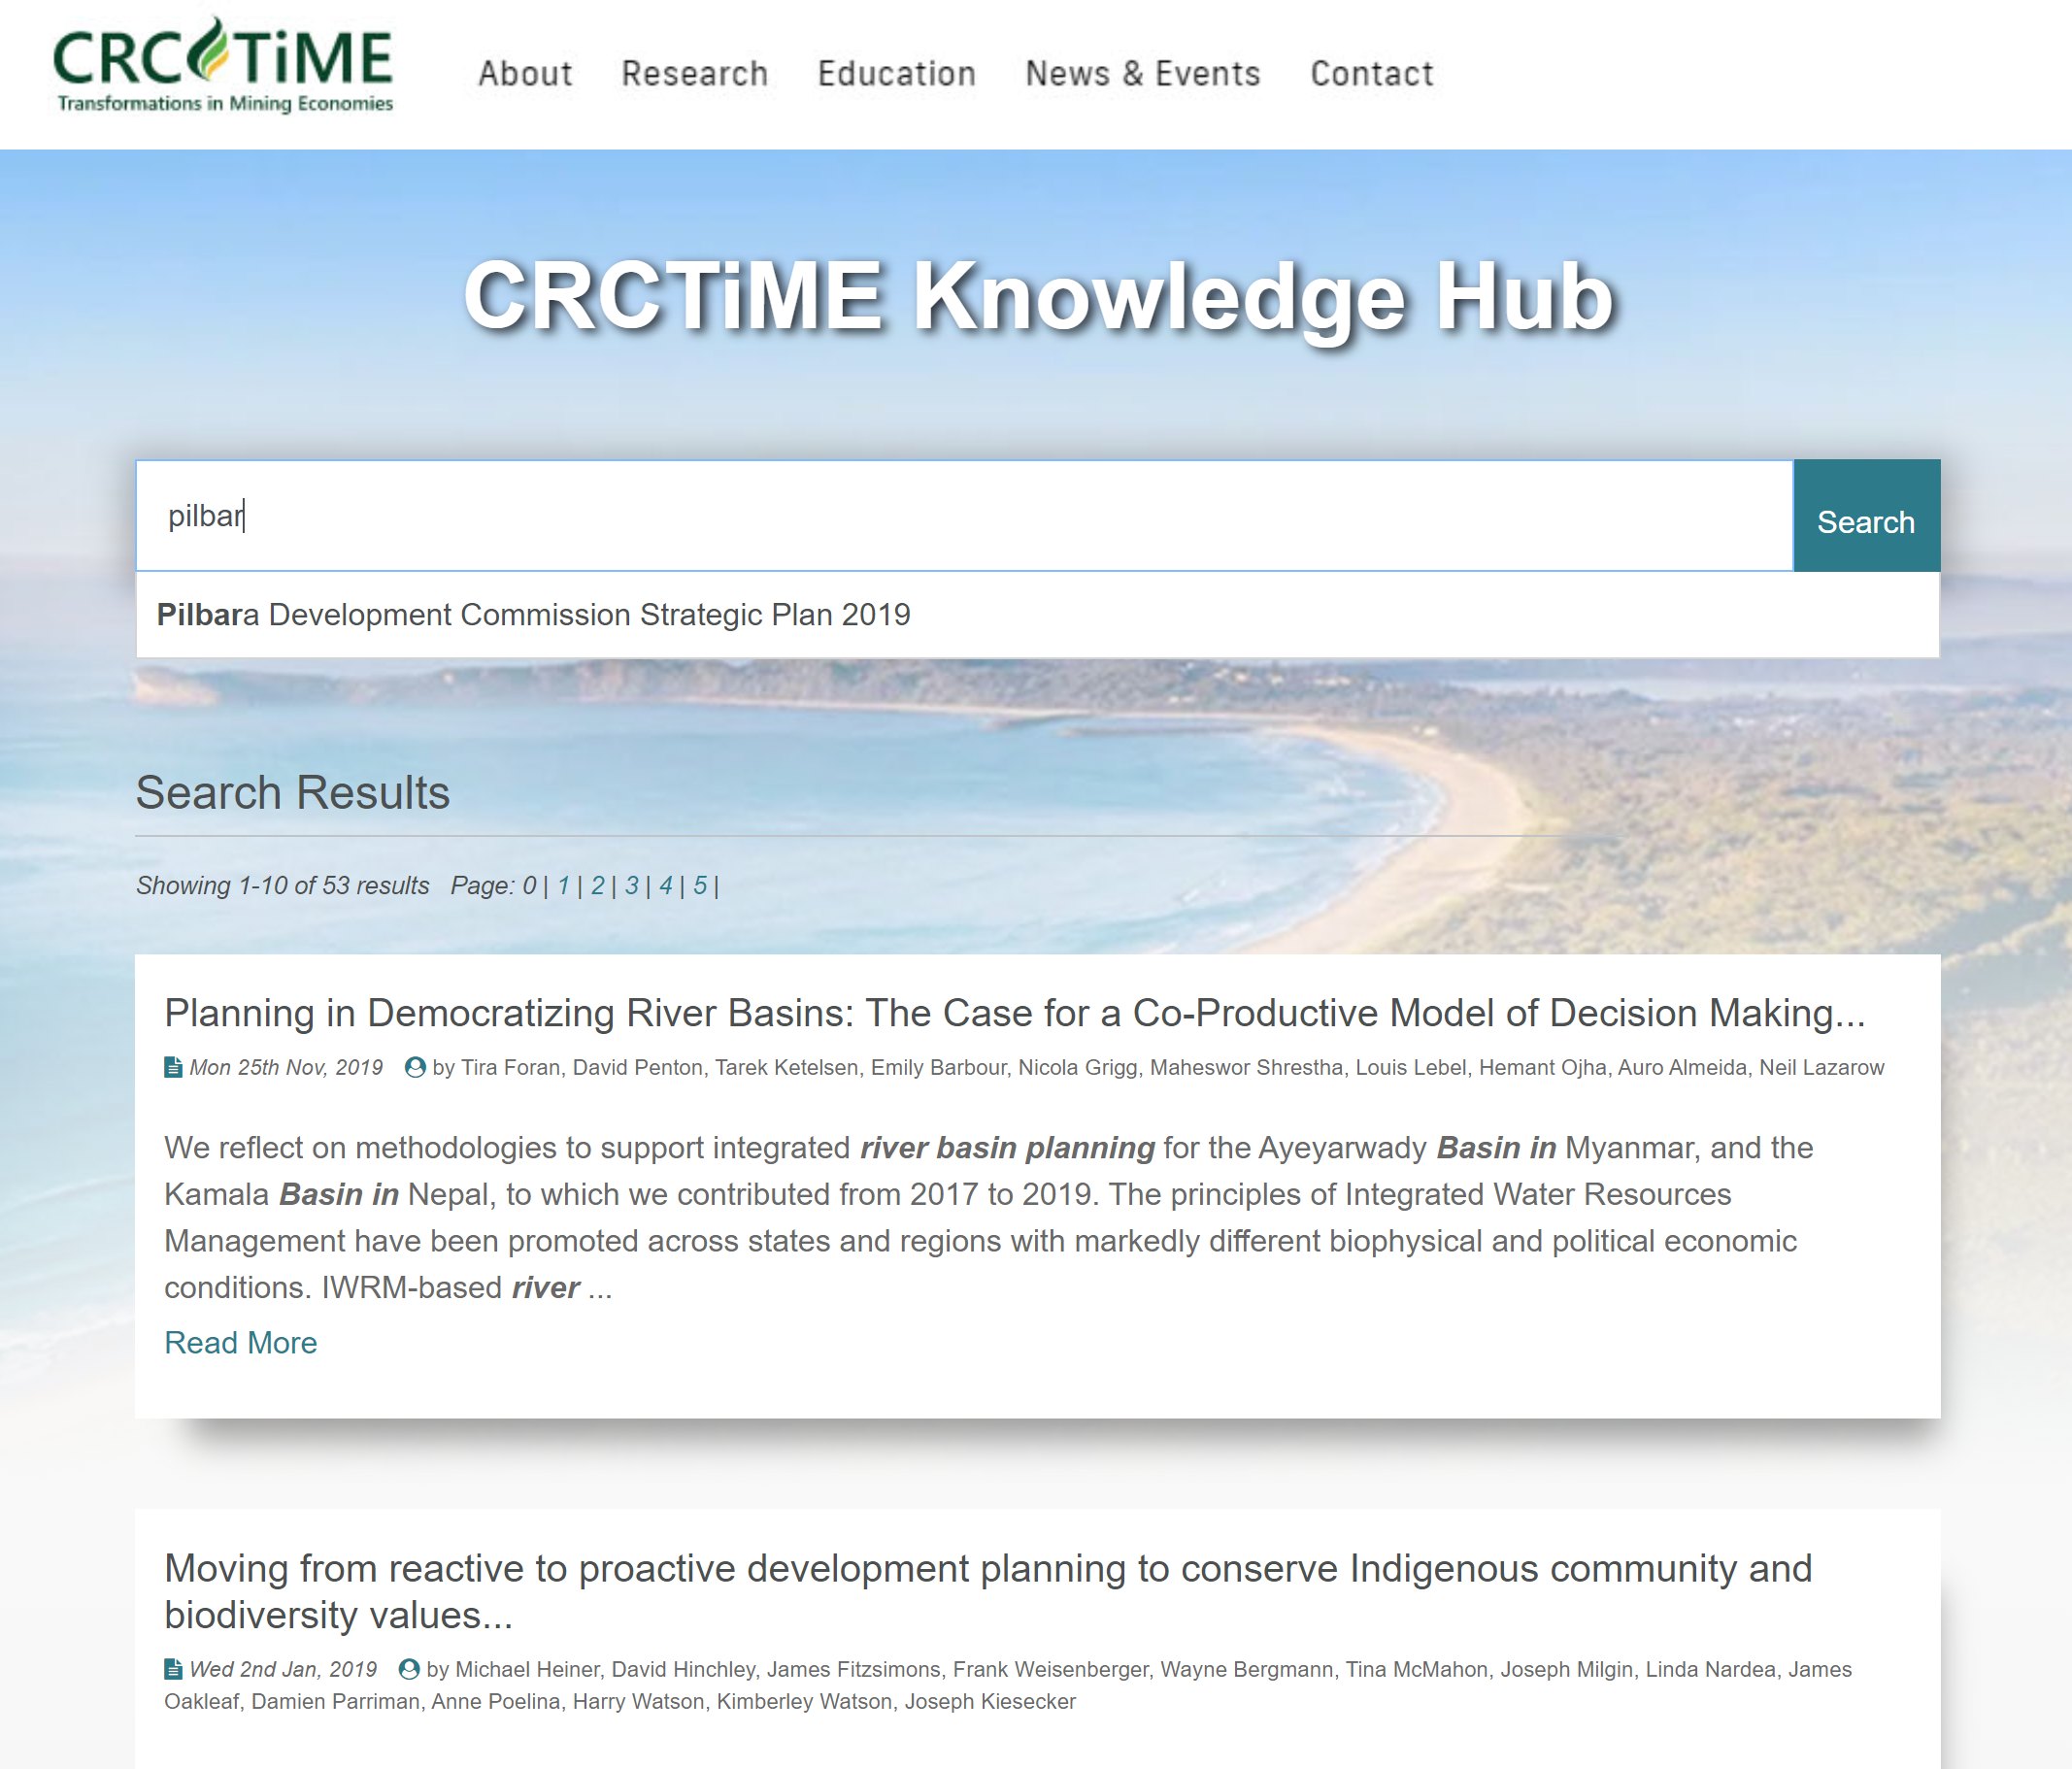 CRC TiME
Transformations in Mining Economies
About Research Education News & Events Contact
CRCTiME Knowledge Hub
pilbar
Search
Pilbara Development Commission Strategic Plan 2019
Search Results
Showing 1-10 of 53 results Page: 0 | 1 | 2 | 3 | 4 | 5 |
Planning in Democratizing River Basins: The Case for a Co-Productive Model of Decision Making...
Mon 25th Nov, 2019 by Tira Foran, David Penton, Tarek Ketelsen, Emily Barbour, Nicola Grigg, Maheswor Shrestha, Louis Lebel, Hemant Ojha, Auro Almeida, Neil Lazarow
We reflect on methodologies to support integrated river basin planning for the Ayeyarwady Basin in Myanmar, and the
Kamala Basin in Nepal, to which we contributed from 2017 to 2019. The principles of Integrated Water Resources
Management have been promoted across states and regions with markedly different biophysical and political economic
conditions. IWRM-based river ...
Read More
Moving from reactive to proactive development planning to conserve Indigenous community and
biodiversity values...
Wed 2nd Jan, 2019 by Michael Heiner, David Hinchley, James Fitzsimons, Frank Weisenberger, Wayne Bergmann, Tina McMahon, Joseph Milgin, Linda Nardea, James
Oakleaf, Damien Parriman, Anne Poelina, Harry Watson, Kimberley Watson, Joseph Kiesecker